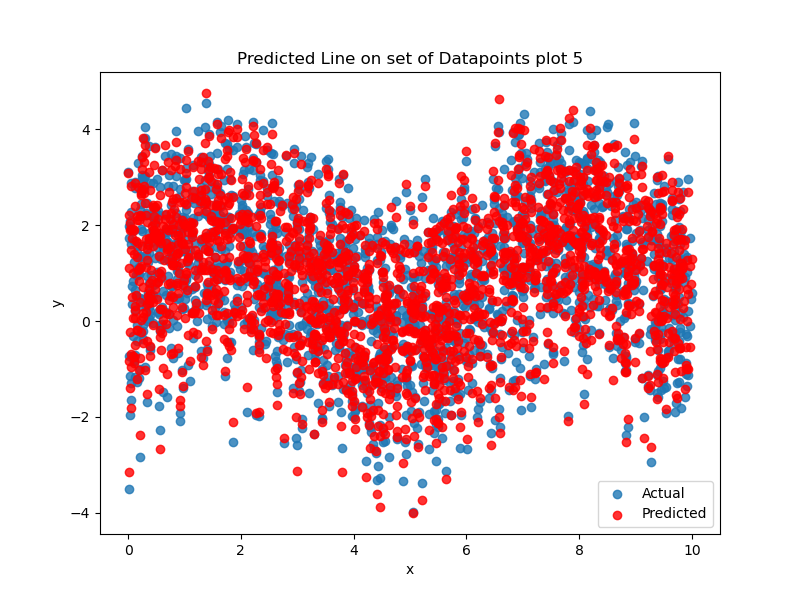 Predicted Line on set of Datapoints plot 5
y
4
2
0
−2
−4
0 2 4 6 8 10
x
Actual
Predicted